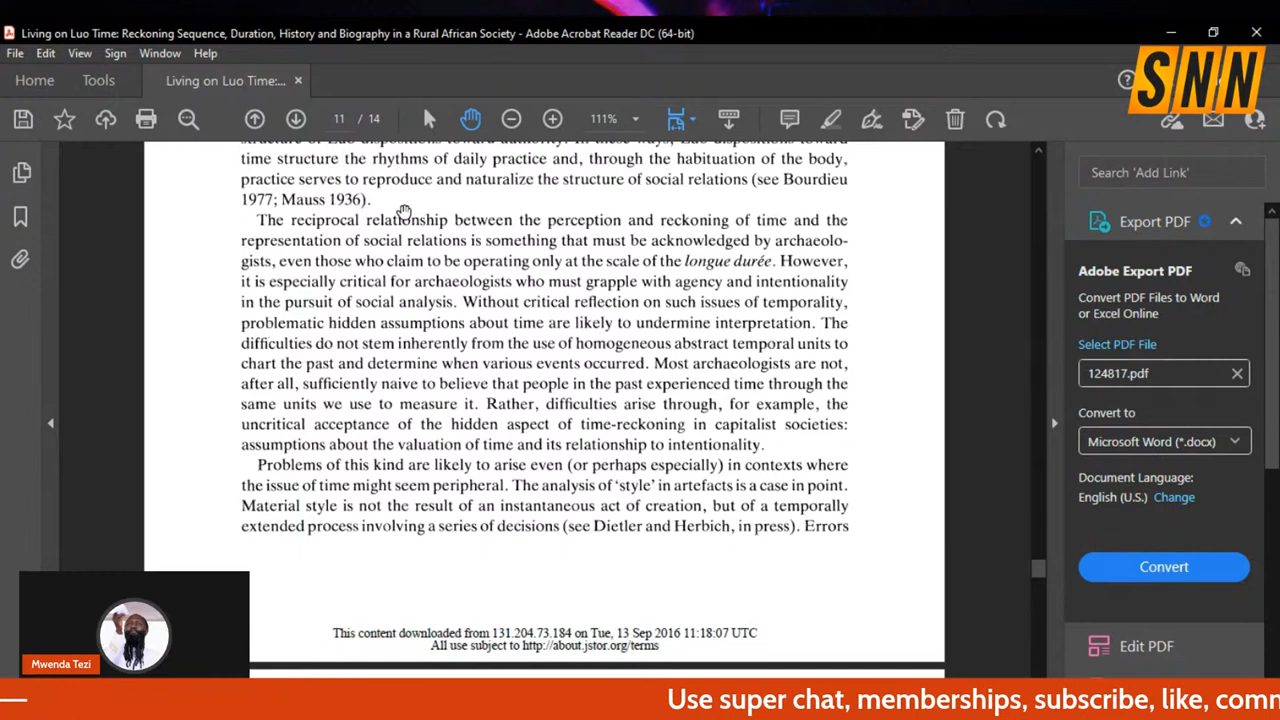 Living on Luo Time: Reckoning Sequence, Duration, History and Biography in a Rural African Society - Adobe Acrobat Reader DC (64-bit)
File Edit View Sign Window Help
SNN
Home Tools Living on Luo Time:... ×
11 / 14 111%
structure of Luo dispositions toward authority. In these ways, Luo dispositions toward
time structure the rhythms of daily practice and, through the habituation of the body,
practice serves to reproduce and naturalize the structure of social relations (see Bourdieu
1977; Mauss 1936).
The reciprocal relationship between the perception and reckoning of time and the
representation of social relations is something that must be acknowledged by archaeolo-
gists, even those who claim to be operating only at the scale of the longue durée. However,
it is especially critical for archaeologists who must grapple with agency and intentionality
in the pursuit of social analysis. Without critical reflection on such issues of temporality,
problematic hidden assumptions about time are likely to undermine interpretation. The
difficulties do not stem inherently from the use of homogeneous abstract temporal units to
chart the past and determine when various events occurred. Most archaeologists are not,
after all, sufficiently naive to believe that people in the past experienced time through the
same units we use to measure it. Rather, difficulties arise through, for example, the
uncritical acceptance of the hidden aspect of time-reckoning in capitalist societies:
assumptions about the valuation of time and its relationship to intentionality.
Problems of this kind are likely to arise even (or perhaps especially) in contexts where
the issue of time might seem peripheral. The analysis of 'style' in artefacts is a case in point.
Material style is not the result of an instantaneous act of creation, but of a temporally
extended process involving a series of decisions (see Dietler and Herbich, in press). Errors
This content downloaded from 131.204.73.184 on Tue, 13 Sep 2016 11:18:07 UTC
All use subject to http://about.jstor.org/terms
Search 'Add Link'
Export PDF
Adobe Export PDF
Convert PDF Files to Word
or Excel Online
Select PDF File
124817.pdf
Convert to
Microsoft Word (*.docx)
Document Language:
English (U.S.) Change
Convert
Edit PDF
Mwenda Tezi
Use super chat, memberships, subscribe, like, comm